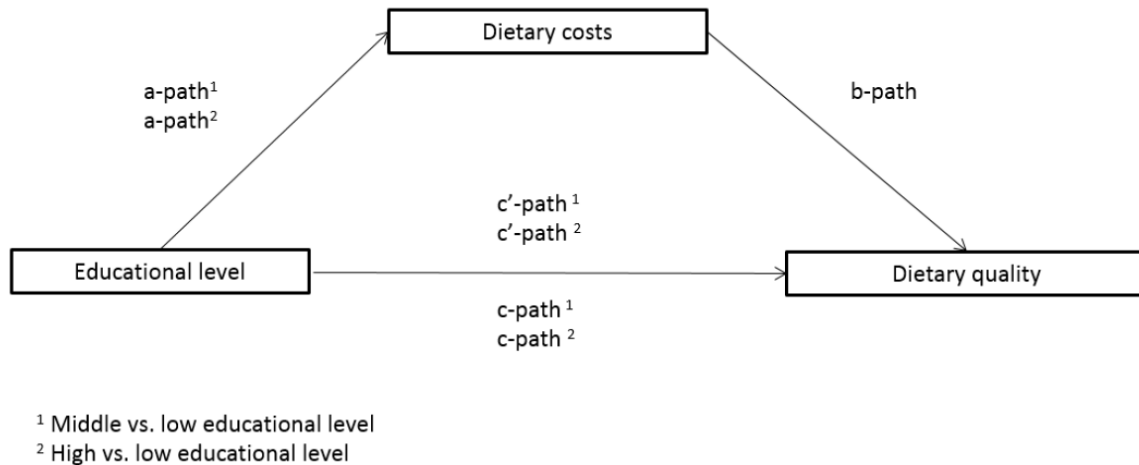 Dietary costs
a-path¹
a-path²
b-path
c’-path ¹
c’-path ²
Educational level
Dietary quality
c-path ¹
c-path ²
¹ Middle vs. low educational level
² High vs. low educational level